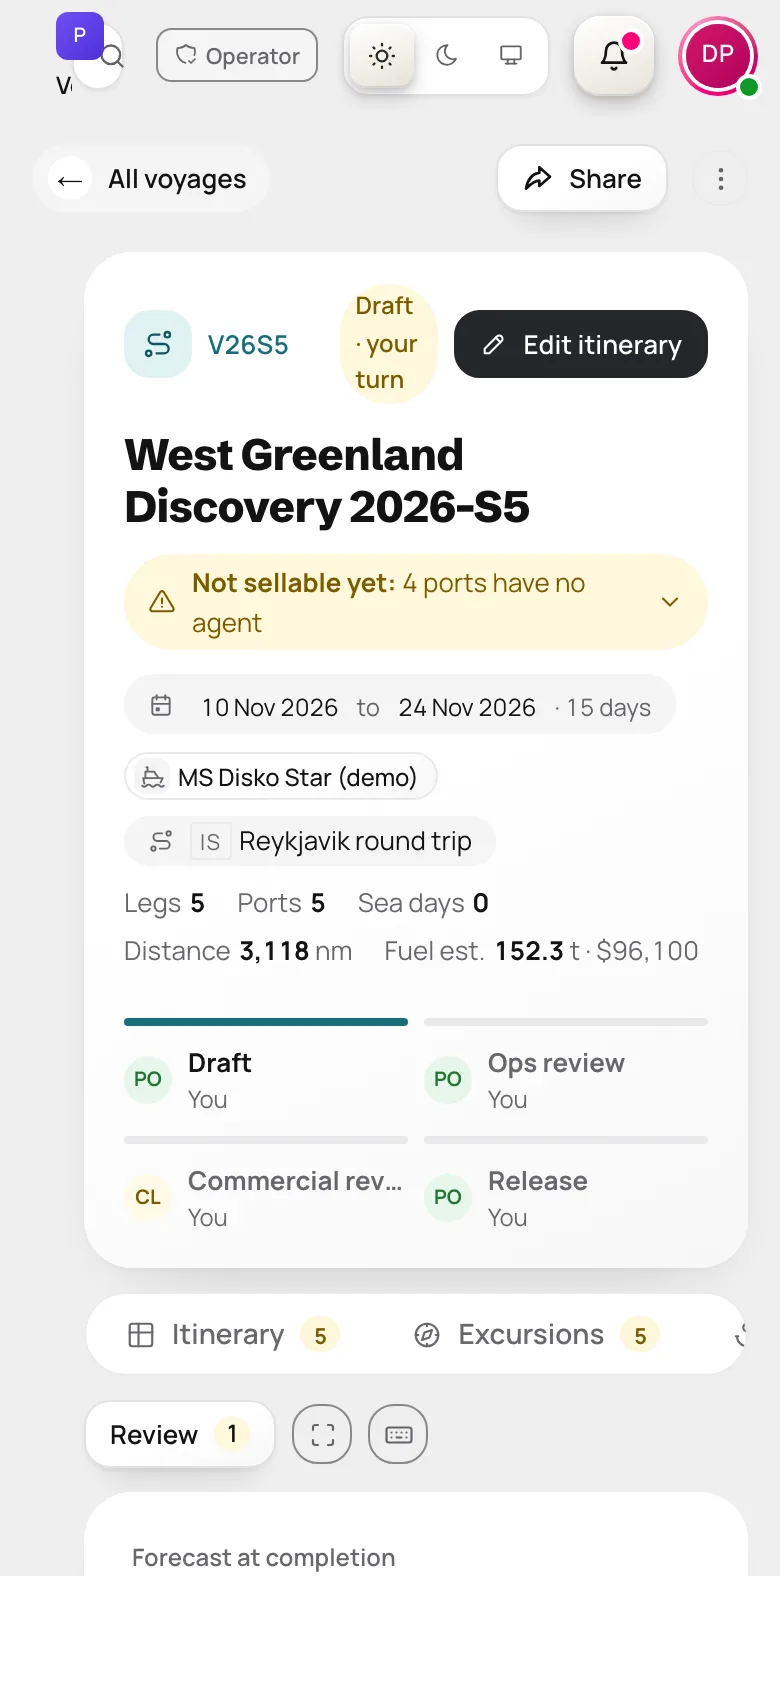 P
Operator
DP
All voyages
Share
V26S5
Draft
· your
turn
Edit itinerary
West Greenland
Discovery 2026-S5
Not sellable yet: 4 ports have no
agent
10 Nov 2026 to 24 Nov 2026 · 15 days
MS Disko Star (demo)
IS Reykjavik round trip
Legs 5 Ports 5 Sea days 0
Distance 3,118 nm Fuel est. 152.3 t · $96,100
PO Draft
You
PO Ops review
You
CL Commercial rev...
You
PO Release
You
Itinerary 5 Excursions 5
Review 1
Forecast at completion